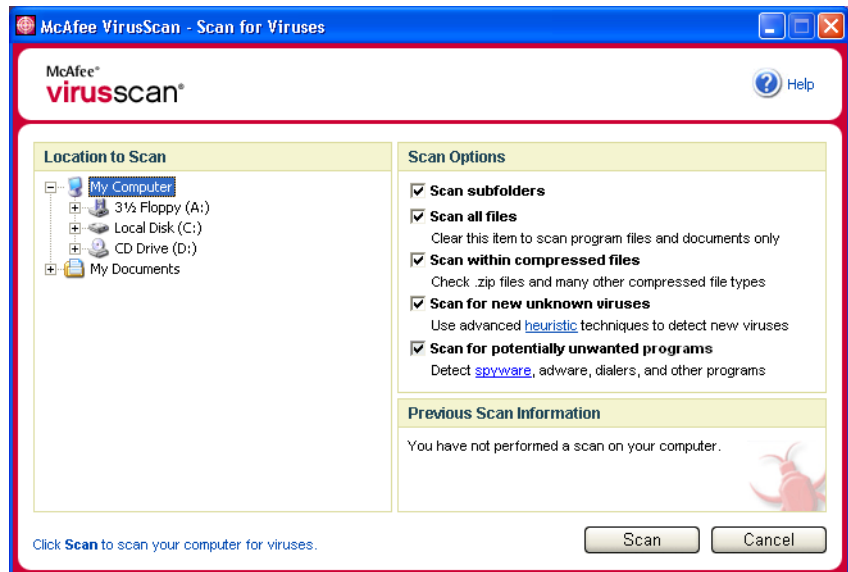 McAfee VirusScan - Scan for Viruses
McAfee®
virusscan®
Help
Location to Scan
My Computer
3½ Floppy (A:)
Local Disk (C:)
CD Drive (D:)
My Documents
Scan Options
Scan subfolders
Scan all files
Clear this item to scan program files and documents only
Scan within compressed files
Check .zip files and many other compressed file types
Scan for new unknown viruses
Use advanced heuristic techniques to detect new viruses
Scan for potentially unwanted programs
Detect spyware, adware, dialers, and other programs
Previous Scan Information
You have not performed a scan on your computer.
Click Scan to scan your computer for viruses.
Scan
Cancel